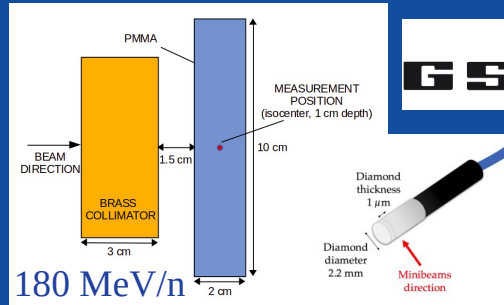 PMMA
MEASUREMENT
POSITION
(isocenter, 1 cm depth)
BEAM
DIRECTION
1.5 cm
10 cm
BRASS
COLLIMATOR
3 cm
2 cm
180 MeV/n
G S
Diamond
thickness
1 μm
Diamond
diameter
2.2 mm
Minibeams
direction